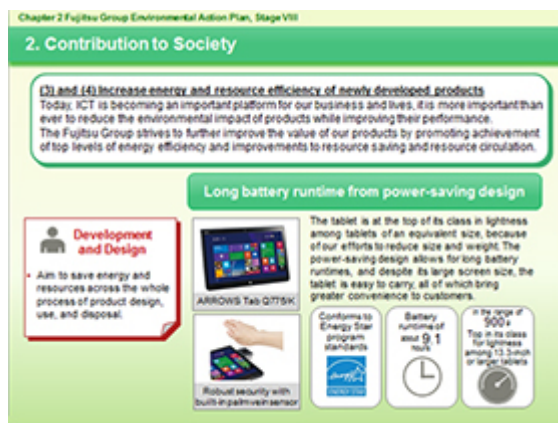 Chapter 2 Fujitsu Group Environmental Action Plan, Stage VIII
2. Contribution to Society
(3) and (4) Increase energy and resource efficiency of newly developed products
Today, ICT is becoming an important platform for our business and lives, it is more important than
ever to reduce the environmental impact of products while improving their performance.
The Fujitsu Group strives to further improve the value of our products by promoting achievement
of top levels of energy efficiency and improvements to resource saving and resource circulation.
Long battery runtime from power-saving design
Development
and Design
• Aim to save energy and
resources across the whole
process of product design,
use, and disposal.
ARROWS Tab Q775/K
Robust security with
built-in palm vein sensor
The tablet is at the top of its class in lightness
among tablets of an equivalent size, because
of our efforts to reduce size and weight. The
power-saving design allows for long battery
runtimes, and despite its large screen size, the
tablet is easy to carry, all of which bring
greater convenience to customers.
Conforms to
Energy Star
program
standards
ENERGY STAR
Battery
runtime of
about 9.1
hours
in the range of
900g
Top in its class
for lightness
among 13.3-inch
or larger tablets